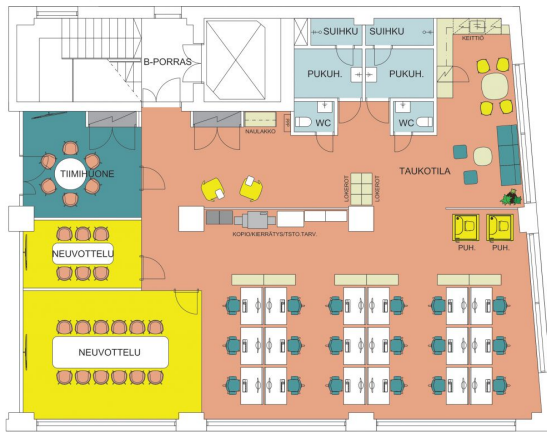 SUIHKU
SUIHKU
KEITTIÖ
B-PORRAS
PUKUH.
PUKUH.
WC
WC
NAULAKKO
TIIMIHUONE
TAUKOTILA
LOKEROT
LOKEROT
KOPIO/KIERRÄTYS/TSTO.TARV.
PUH.
PUH.
NEUVOTTELU
NEUVOTTELU